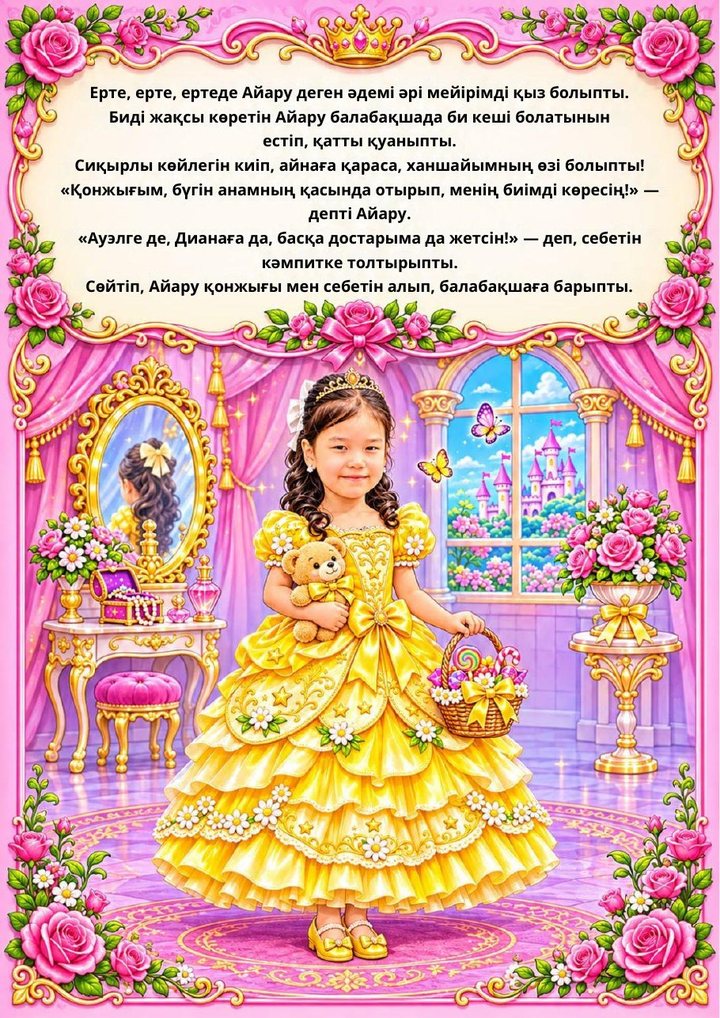 Ерте, ерте, ертеде Айару деген әдемі әрі мейірімді қыз болыпты.
Биді жақсы көретін Айару балабақшада би кеші болатынын
естіп, қатты қуаныпты.
Сиқырлы көйлегін киіп, айнаға қараса, ханшайымның өзі болыпты!
«Қонжығым, бүгін анамның қасында отырып, менің биімді көресің!» —
депті Айару.
«Ауэлге де, Дианаға да, басқа достарыма да жетсін!» — деп, себетін
кәмпитке толтырыпты.
Сөйтіп, Айару қонжығы мен себетін алып, балабақшаға барыпты.